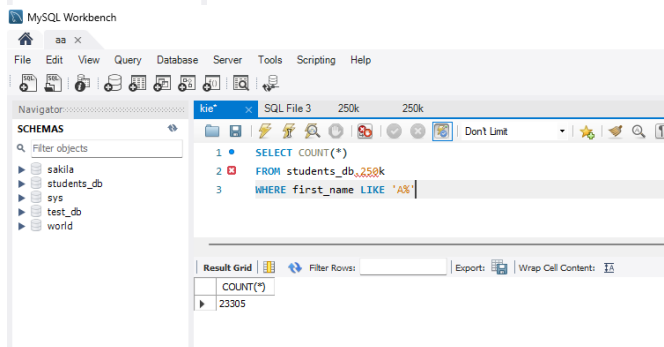 MySQL Workbench
aa ×
File Edit View Query Database Server Tools Scripting Help
Navigator
SCHEMAS
Filter objects
sakila
students_db
sys
test_db
world
kie* × SQL File 3 250k 250k
Don't Limit
1 SELECT COUNT(*)
2 FROM students_db.250k
3 WHERE first_name LIKE 'A%'
Result Grid Filter Rows: Export: Wrap Cell Content: IA
COUNT(*)
23305